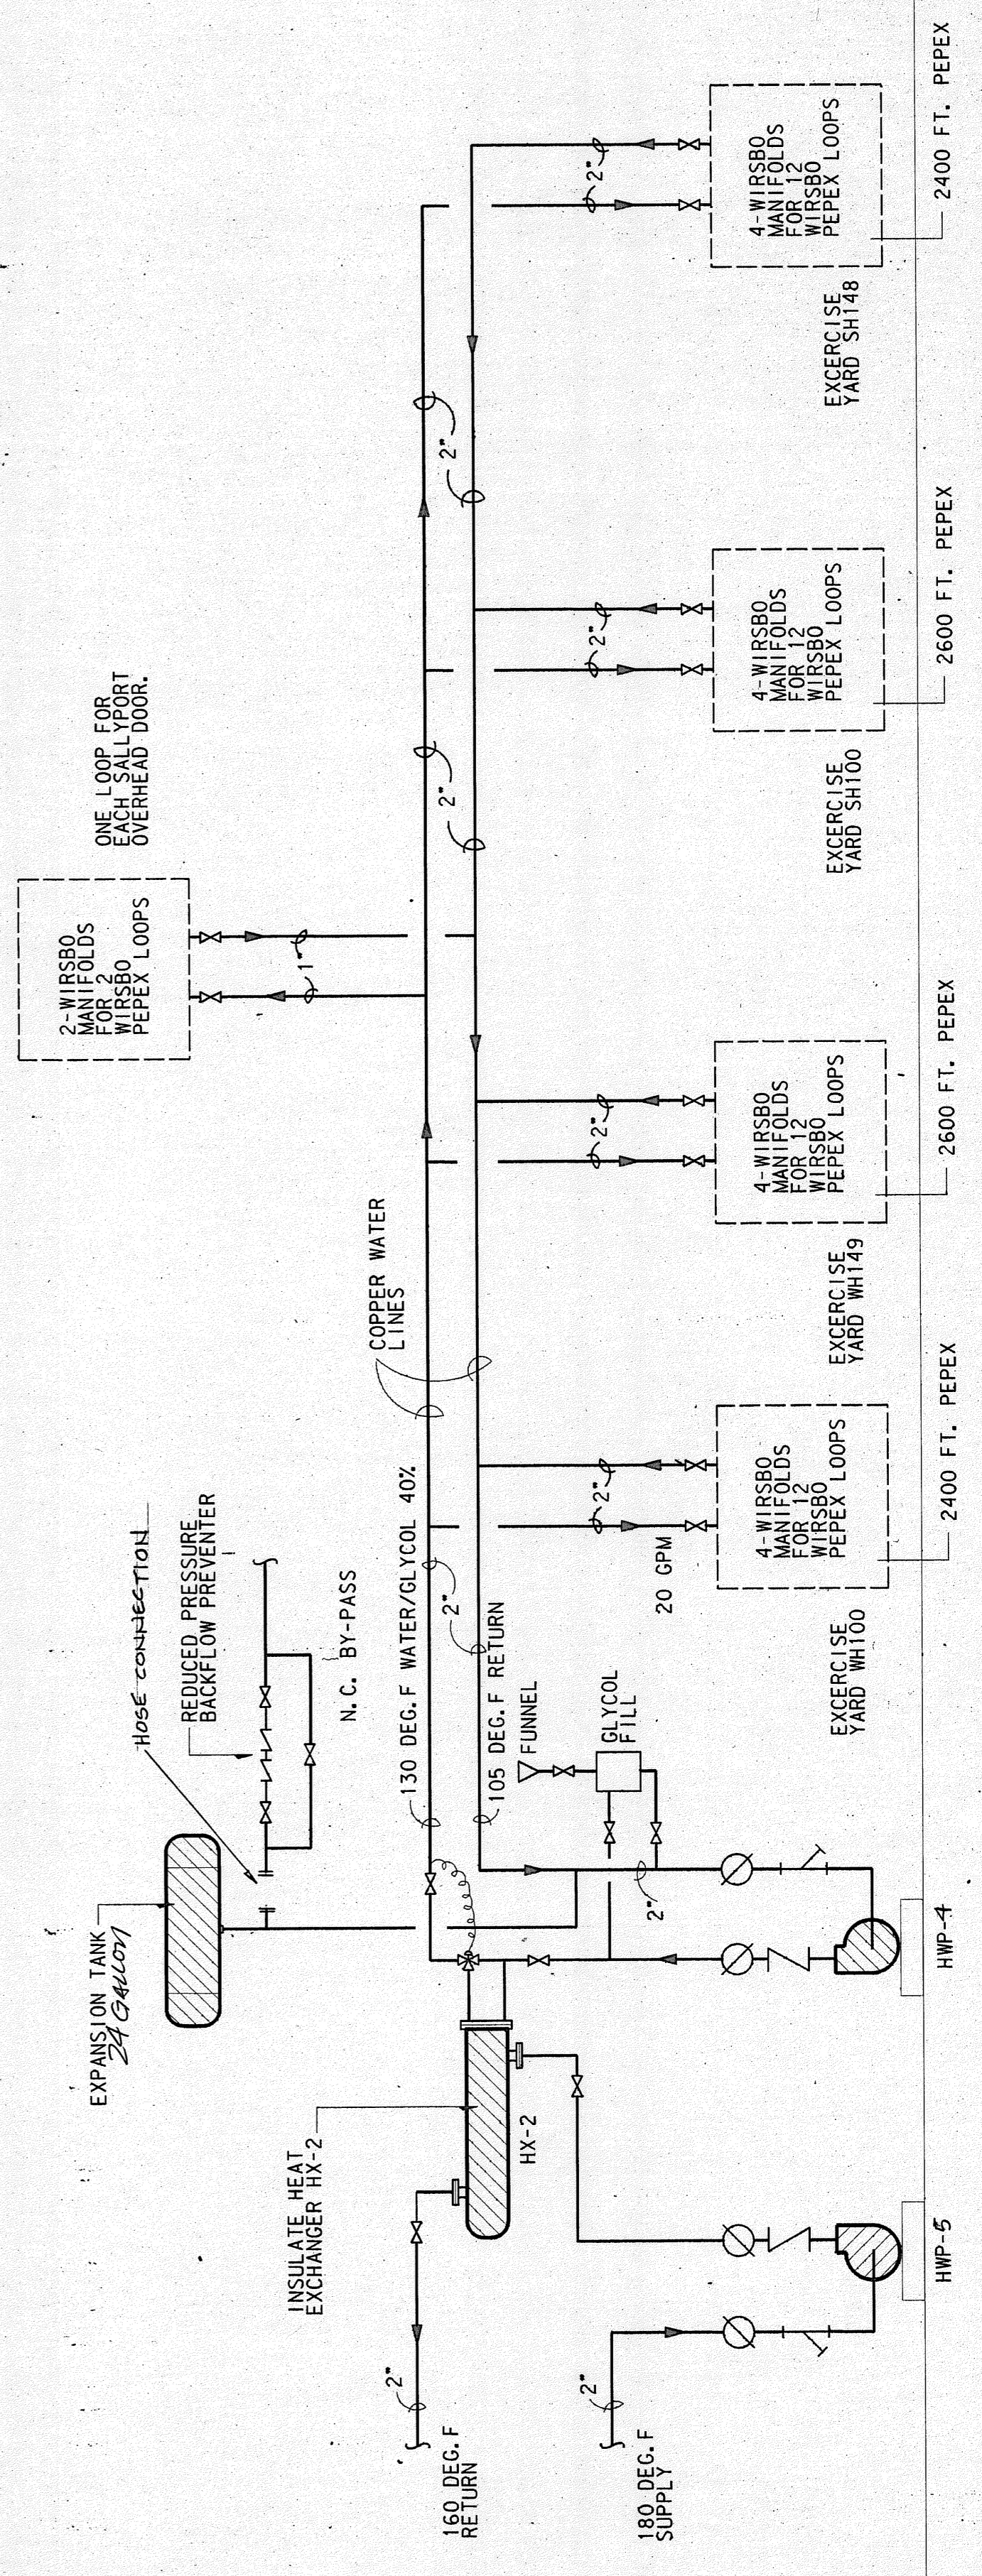 EXPANSION TANK
24 GALLON
HOSE CONNECTION
REDUCED PRESSURE
BACKFLOW PREVENTER
N.C. BY-PASS
2-WIRSBO
MANIFOLDS
FOR 2
WIRSBO
PEPEX LOOPS
ONE LOOP FOR
EACH SALLYPORT
OVERHEAD DOOR.
1"
INSULATE HEAT
EXCHANGER HX-2
HX-2
2"
160 DEG.F
RETURN
2"
180 DEG.F
SUPPLY
HWP-5
HWP-4
130 DEG.F WATER/GLYCOL 40%
105 DEG.F RETURN
FUNNEL
GLYCOL
FILL
2"
2"
COPPER WATER
LINES
2"
2"
20 GPM
2"
4-WIRSBO
MANIFOLDS
FOR 12
WIRSBO
PEPEX LOOPS
EXCERCISE
YARD WH100
2400 FT. PEPEX
2"
4-WIRSBO
MANIFOLDS
FOR 12
WIRSBO
PEPEX LOOPS
EXCERCISE
YARD WH149
2600 FT. PEPEX
2"
4-WIRSBO
MANIFOLDS
FOR 12
WIRSBO
PEPEX LOOPS
EXCERCISE
YARD SH100
2600 FT. PEPEX
2"
4-WIRSBO
MANIFOLDS
FOR 12
WIRSBO
PEPEX LOOPS
EXCERCISE
YARD SH148
2400 FT. PEPEX